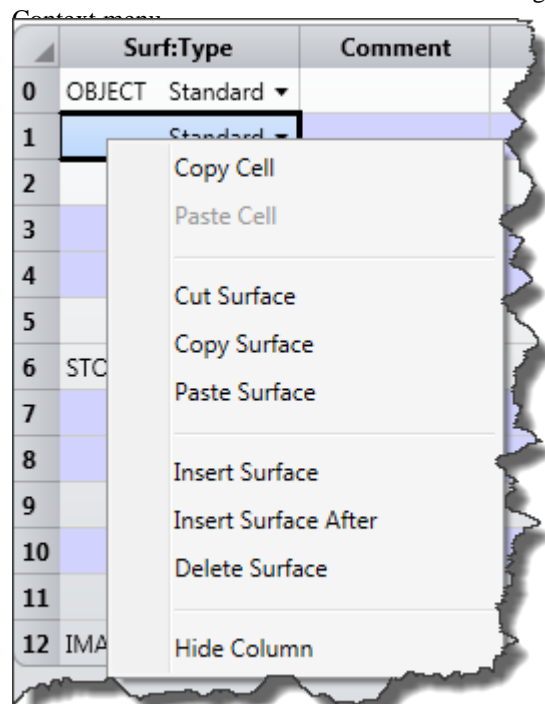 Context menu
Surf:Type Comment
0 OBJECT Standard
1 Standard
2
3
4
5
6 STO
7
8
9
10
11
12 IMA
Copy Cell
Paste Cell
Cut Surface
Copy Surface
Paste Surface
Insert Surface
Insert Surface After
Delete Surface
Hide Column